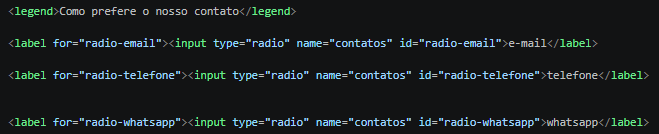 <legend>Como prefere o nosso contato</legend>
<label for="radio-email"><input type="radio" name="contatos" id="radio-email">e-mail</label>
<label for="radio-telefone"><input type="radio" name="contatos" id="radio-telefone">telefone</label>
<label for="radio-whatsapp"><input type="radio" name="contatos" id="radio-whatsapp">whatsapp</label>